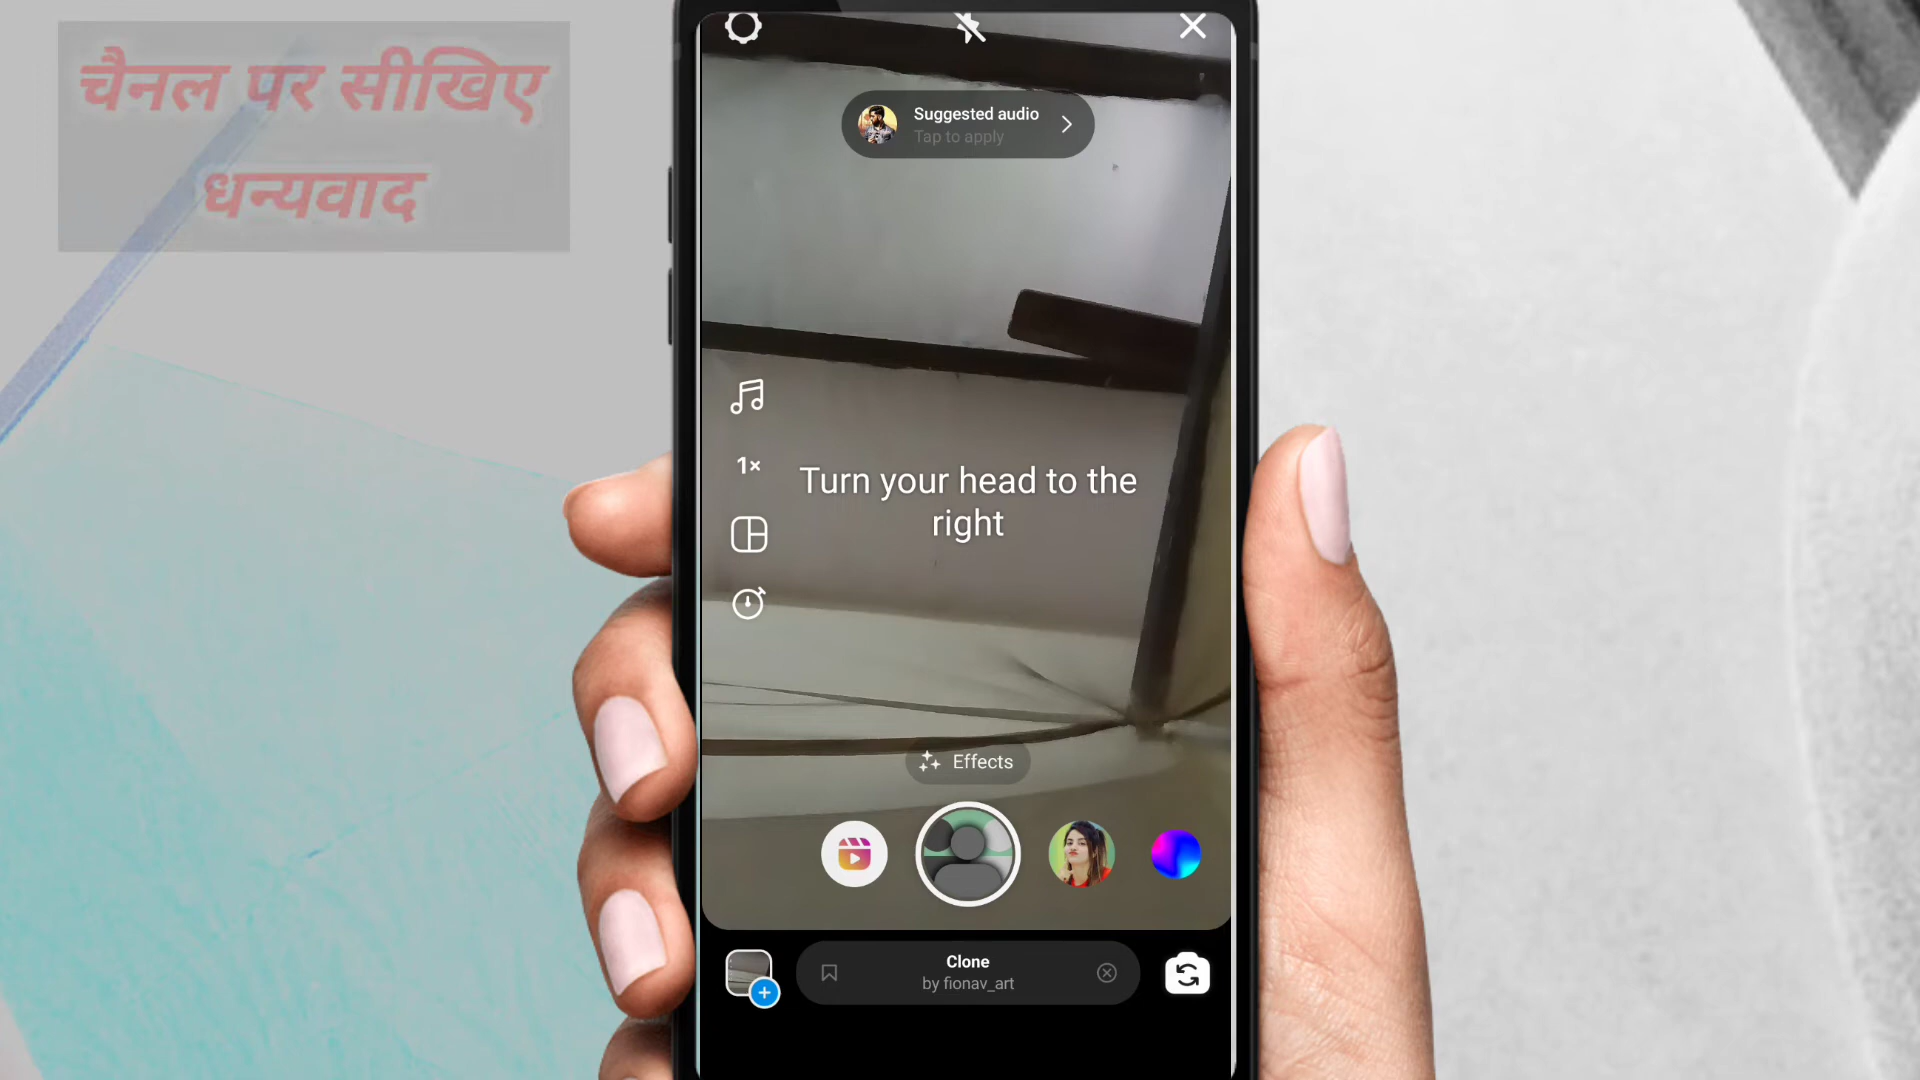 चैनल पर सीखिए
धन्यवाद
Suggested audio
Tap to apply
1×
Turn your head to the
right
Effects
Clone
by fionav_art